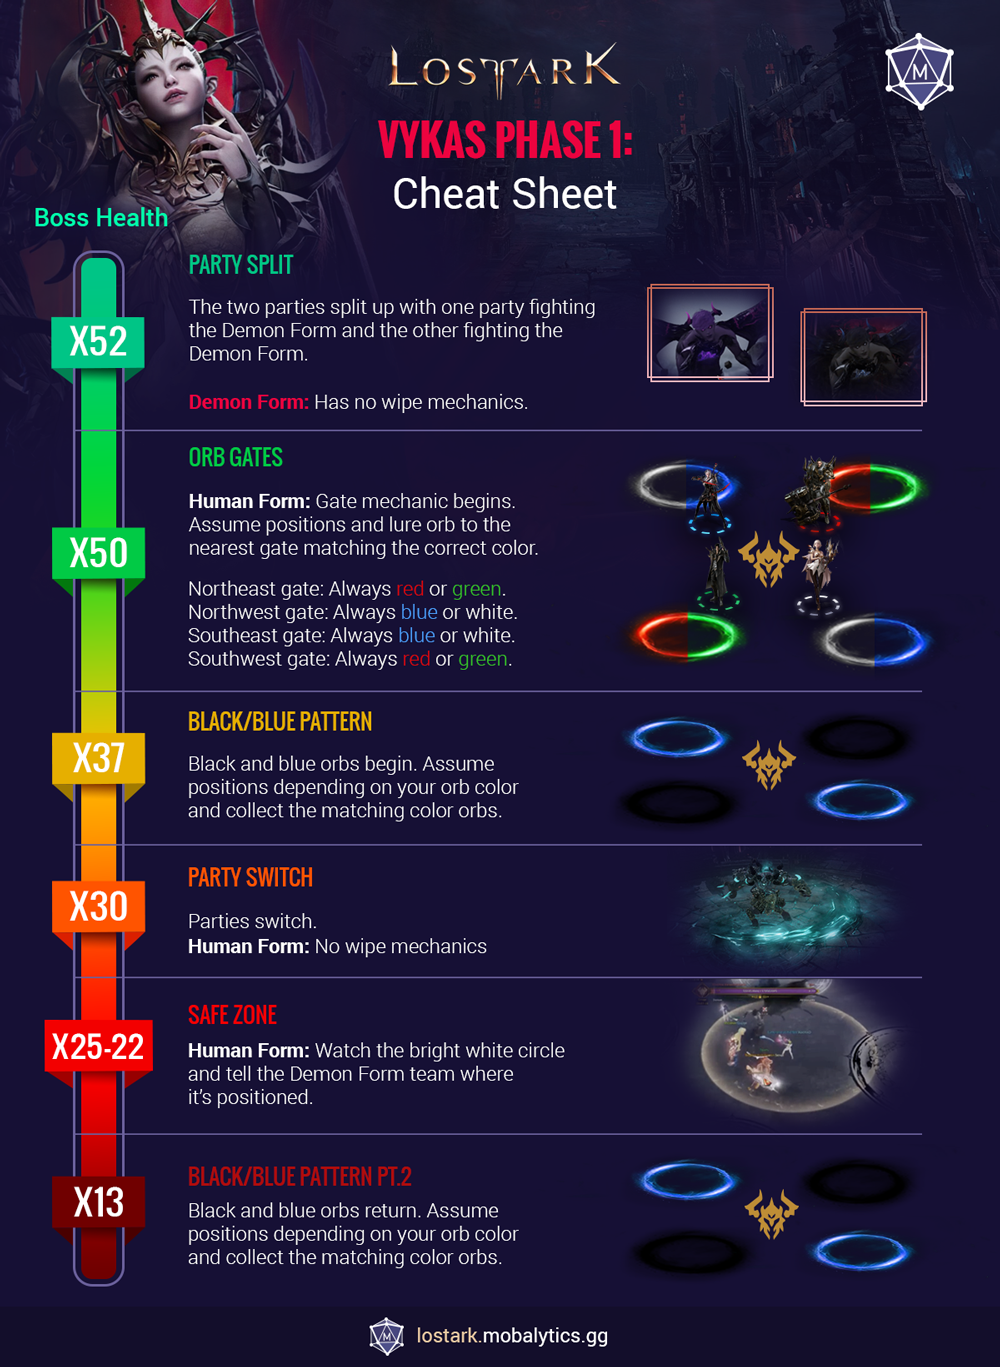 LOST ARK
M
VYKAS PHASE 1:
Cheat Sheet
Boss Health
PARTY SPLIT
The two parties split up with one party fighting
the Demon Form and the other fighting the
Demon Form.
X52
Demon Form: Has no wipe mechanics.
ORB GATES
Human Form: Gate mechanic begins.
Assume positions and lure orb to the
nearest gate matching the correct color.
X50
Northeast gate: Always red or green.
Northwest gate: Always blue or white.
Southeast gate: Always blue or white.
Southwest gate: Always red or green.
BLACK/BLUE PATTERN
X37
Black and blue orbs begin. Assume
positions depending on your orb color
and collect the matching color orbs.
PARTY SWITCH
X30
Parties switch.
Human Form: No wipe mechanics
SAFE ZONE
X25-22
Human Form: Watch the bright white circle
and tell the Demon Form team where
it's positioned.
BLACK/BLUE PATTERN PT.2
X13
Black and blue orbs return. Assume
positions depending on your orb color
and collect the matching color orbs.
M
lostark.mobalytics.gg